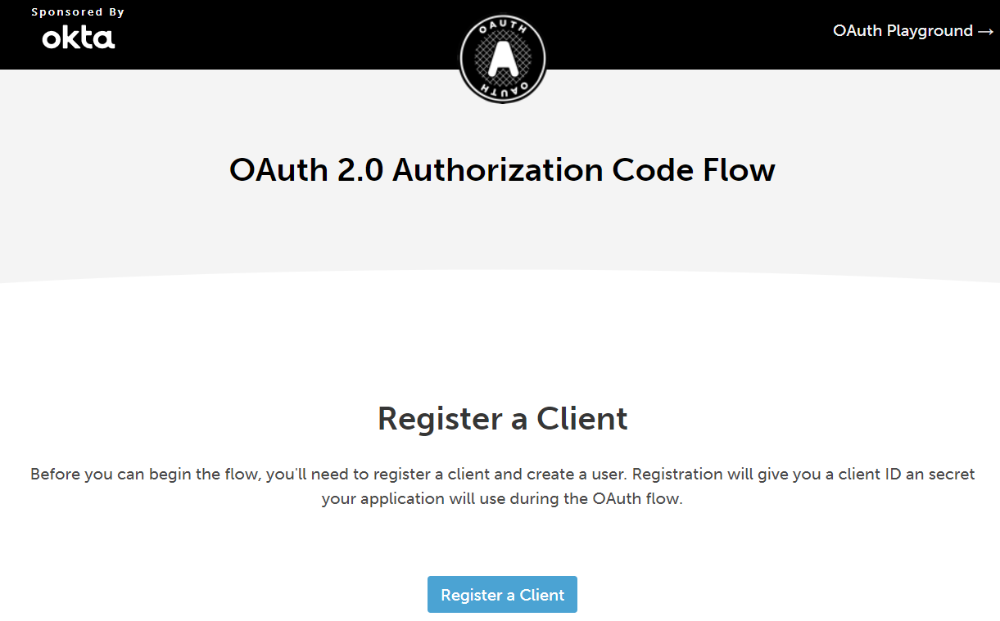 Sponsored By
okta
OAuth Playground →
OAUTH
OAUTH
A
OAuth 2.0 Authorization Code Flow
Register a Client
Before you can begin the flow, you'll need to register a client and create a user. Registration will give you a client ID an secret
your application will use during the OAuth flow.
Register a Client